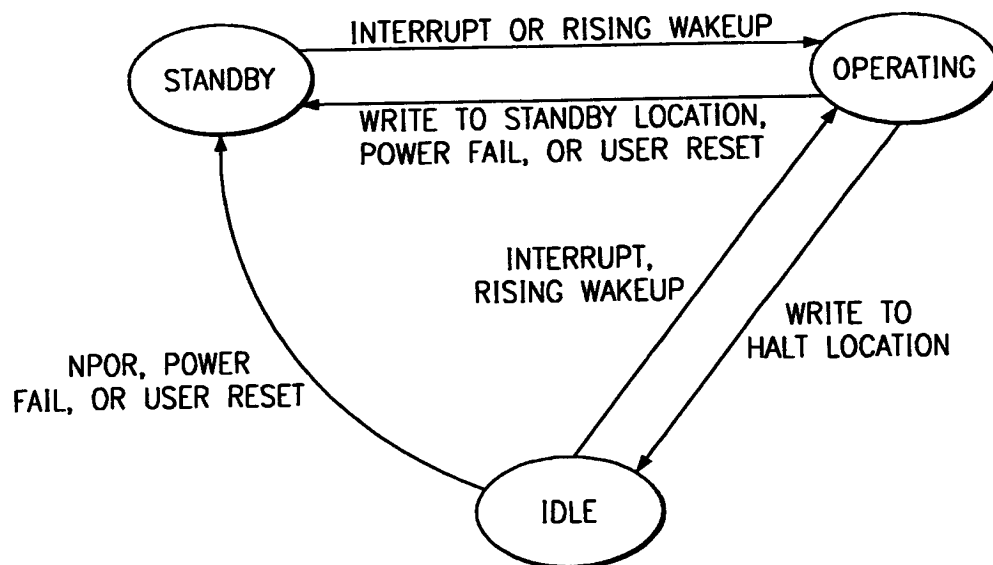 INTERRUPT OR RISING WAKEUP
STANDBY
OPERATING
WRITE TO STANDBY LOCATION,
POWER FAIL, OR USER RESET
INTERRUPT,
RISING WAKEUP
WRITE TO
HALT LOCATION
NPOR, POWER
FAIL, OR USER RESET
IDLE